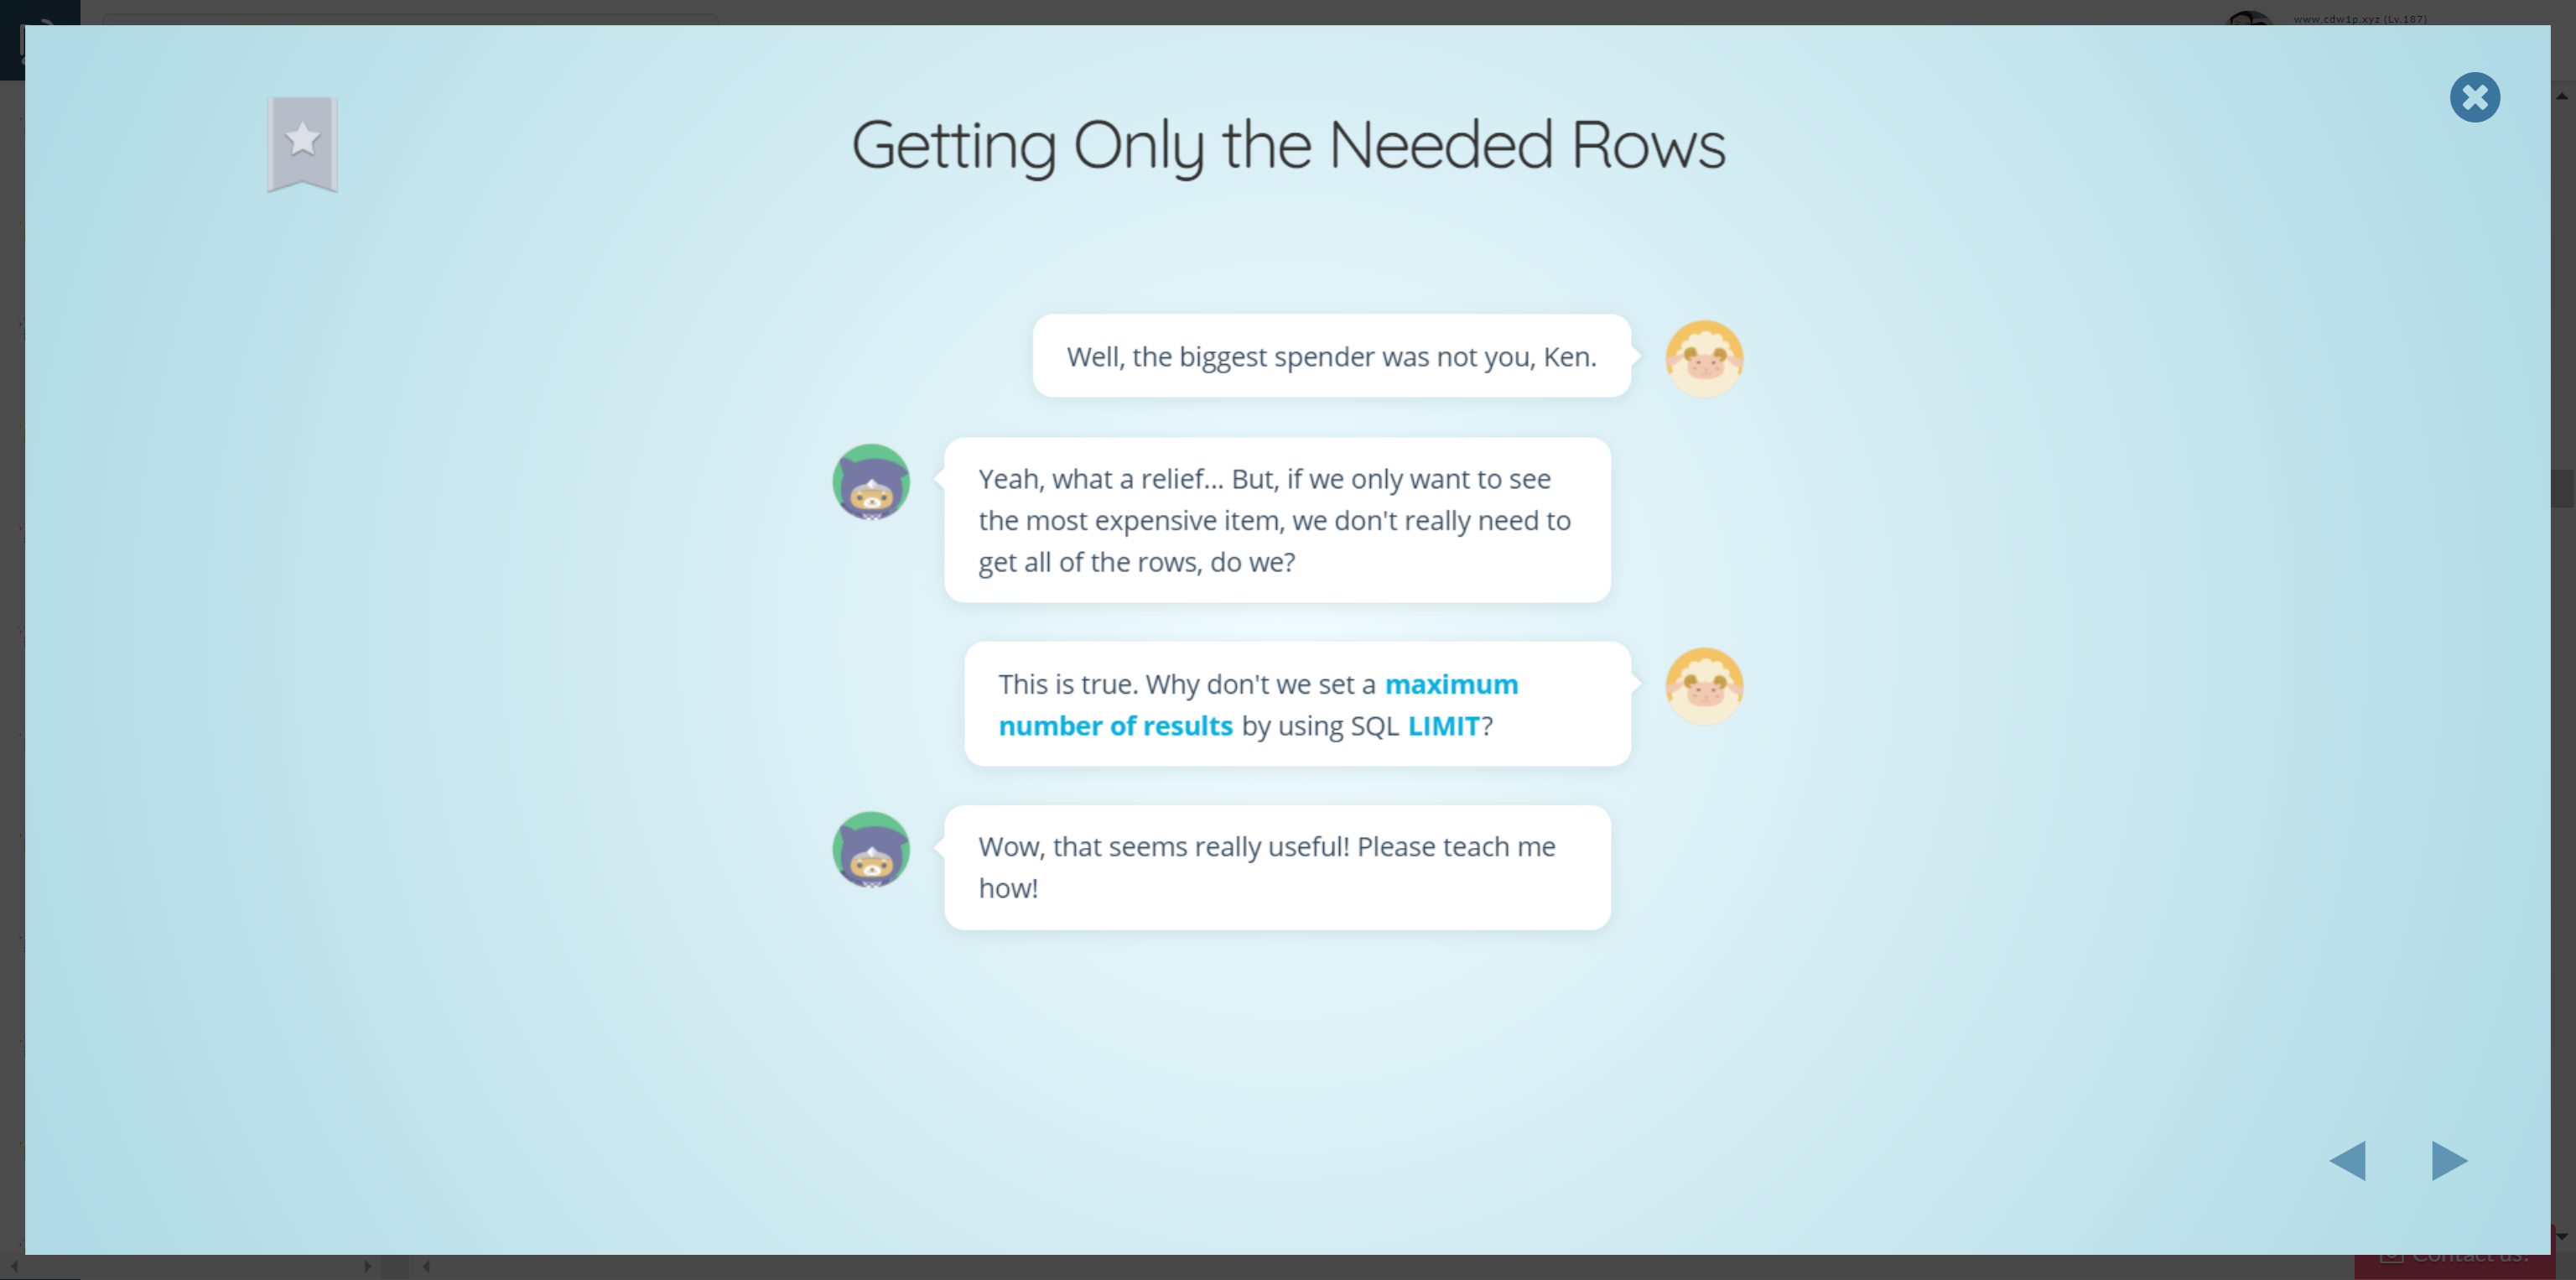 www.cdw1p.xyz (Lv.187)
Getting Only the Needed Rows
Well, the biggest spender was not you, Ken.
Yeah, what a relief... But, if we only want to see
the most expensive item, we don't really need to
get all of the rows, do we?
This is true. Why don't we set a maximum
number of results by using SQL LIMIT?
Wow, that seems really useful! Please teach me
how!
Contact us!